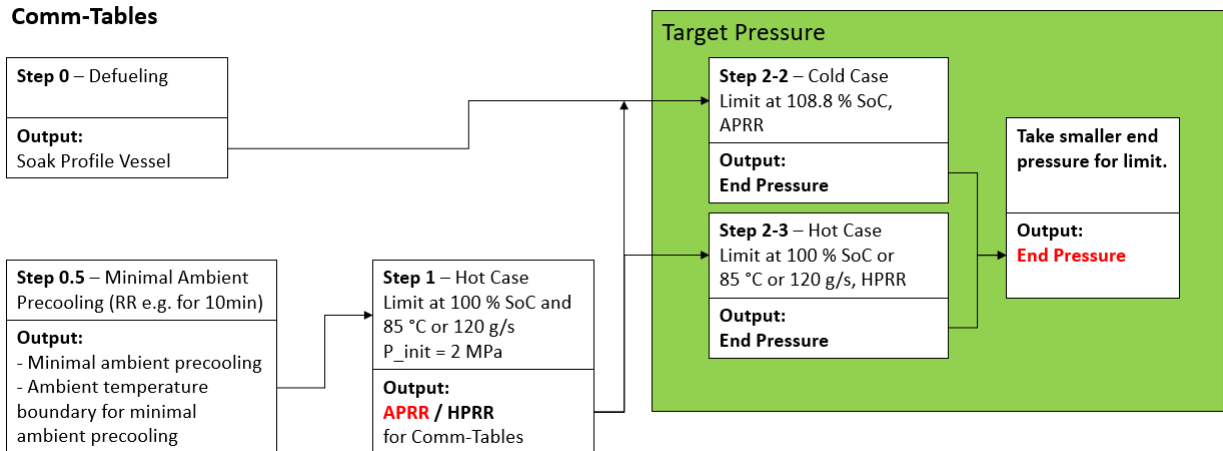 Comm-Tables
Step 0 – Defueling
Output:
Soak Profile Vessel
Step 0.5 – Minimal Ambient
Precooling (RR e.g. for 10min)
Output:
- Minimal ambient precooling
- Ambient temperature
boundary for minimal
ambient precooling
Step 1 – Hot Case
Limit at 100 % SoC and
85 °C or 120 g/s
P_init = 2 MPa
Output:
APRR / HPRR
for Comm-Tables
Target Pressure
Step 2-2 – Cold Case
Limit at 108.8 % SoC,
APRR
Output:
End Pressure
Step 2-3 – Hot Case
Limit at 100 % SoC or
85 °C or 120 g/s, HPRR
Output:
End Pressure
Take smaller end
pressure for limit.
Output:
End Pressure